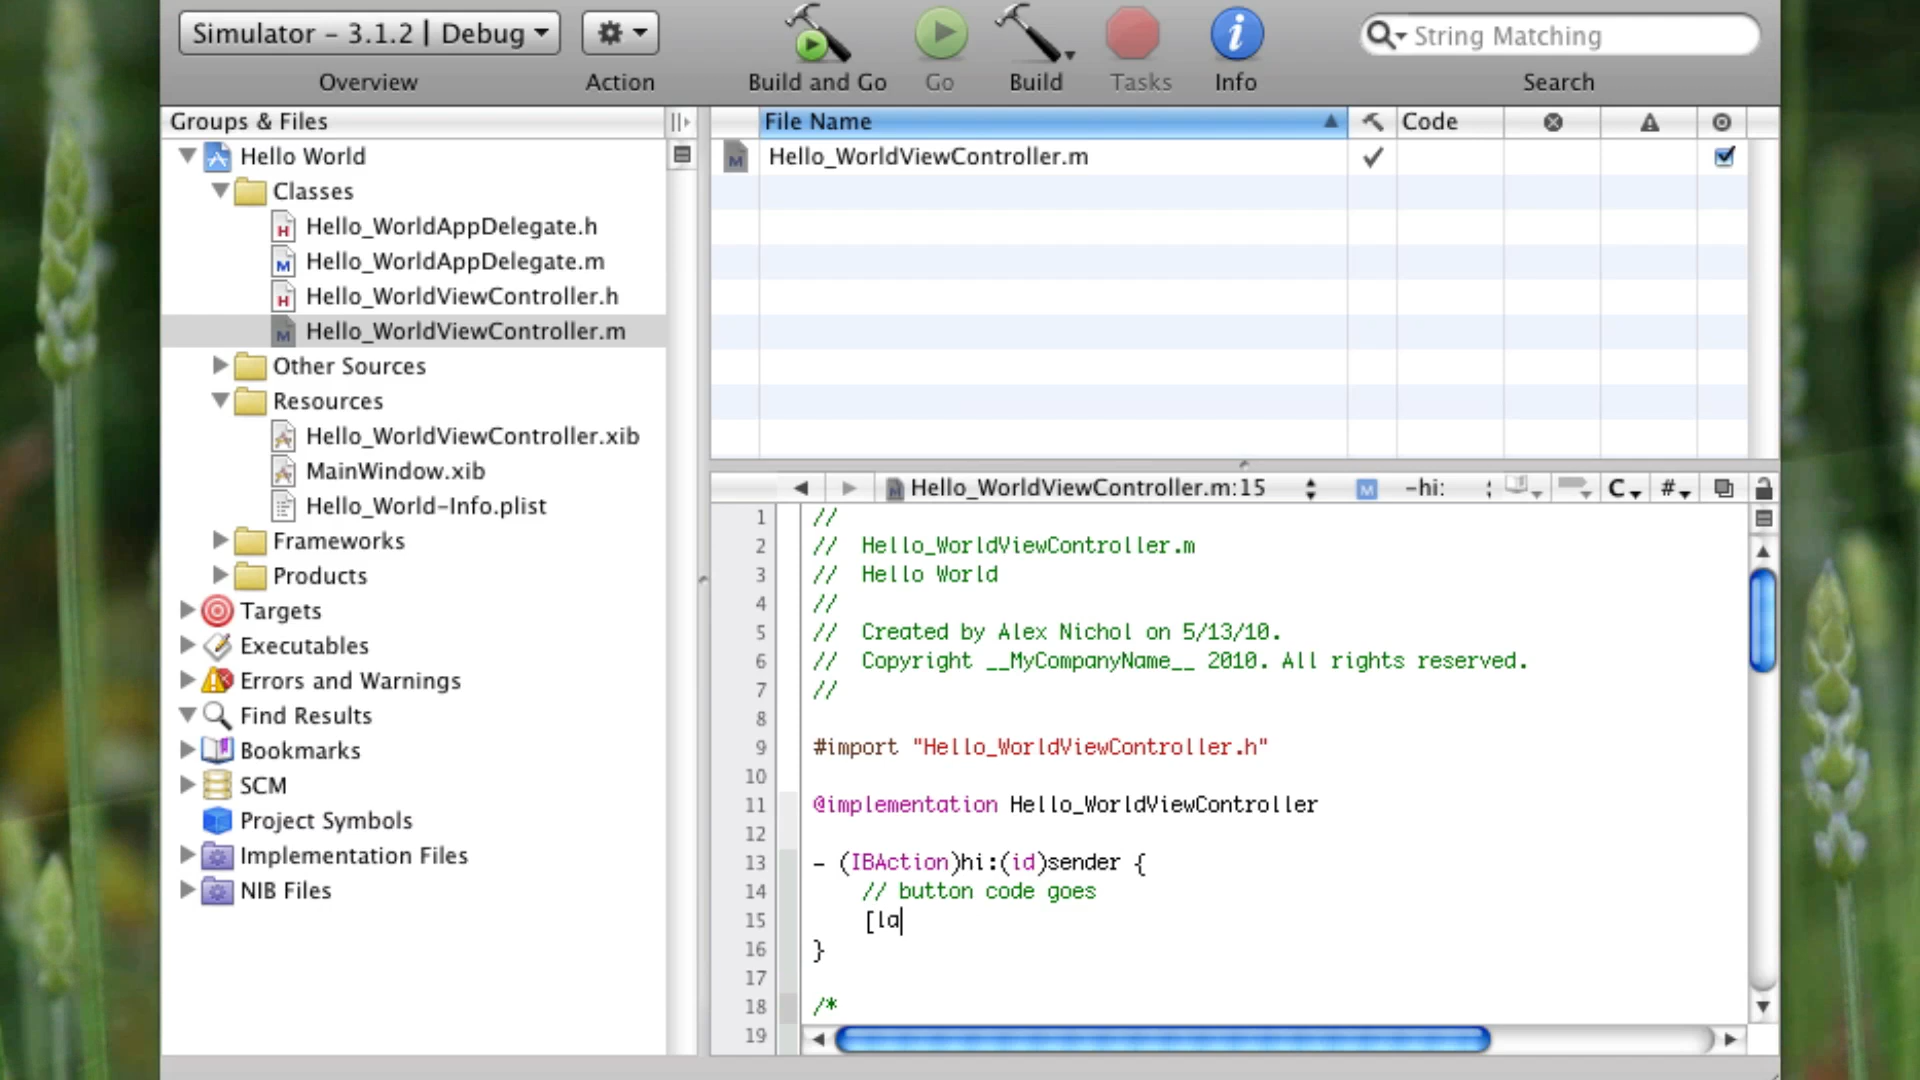 Simulator - 3.1.2 | Debug
String Matching
Overview
Action
Build and Go
Go
Build
Tasks
Info
Search
Groups & Files
Hello World
Classes
Hello_WorldAppDelegate.h
Hello_WorldAppDelegate.m
Hello_WorldViewController.h
Hello_WorldViewController.m
Other Sources
Resources
Hello_WorldViewController.xib
MainWindow.xib
Hello_World-Info.plist
Frameworks
Products
Targets
Executables
Errors and Warnings
Find Results
Bookmarks
SCM
Project Symbols
Implementation Files
NIB Files
File Name
Code
Hello_WorldViewController.m
Hello_WorldViewController.m:15
-hi:
C
#
1 //
2 //  Hello_WorldViewController.m
3 //  Hello World
4 //
5 //  Created by Alex Nichol on 5/13/10.
6 //  Copyright __MyCompanyName__ 2010. All rights reserved.
7 //
8
9 #import "Hello_WorldViewController.h"
10
11 @implementation Hello_WorldViewController
12
13 - (IBAction)hi:(id)sender {
14     // button code goes
15     [la
16 }
17
18 /*
19